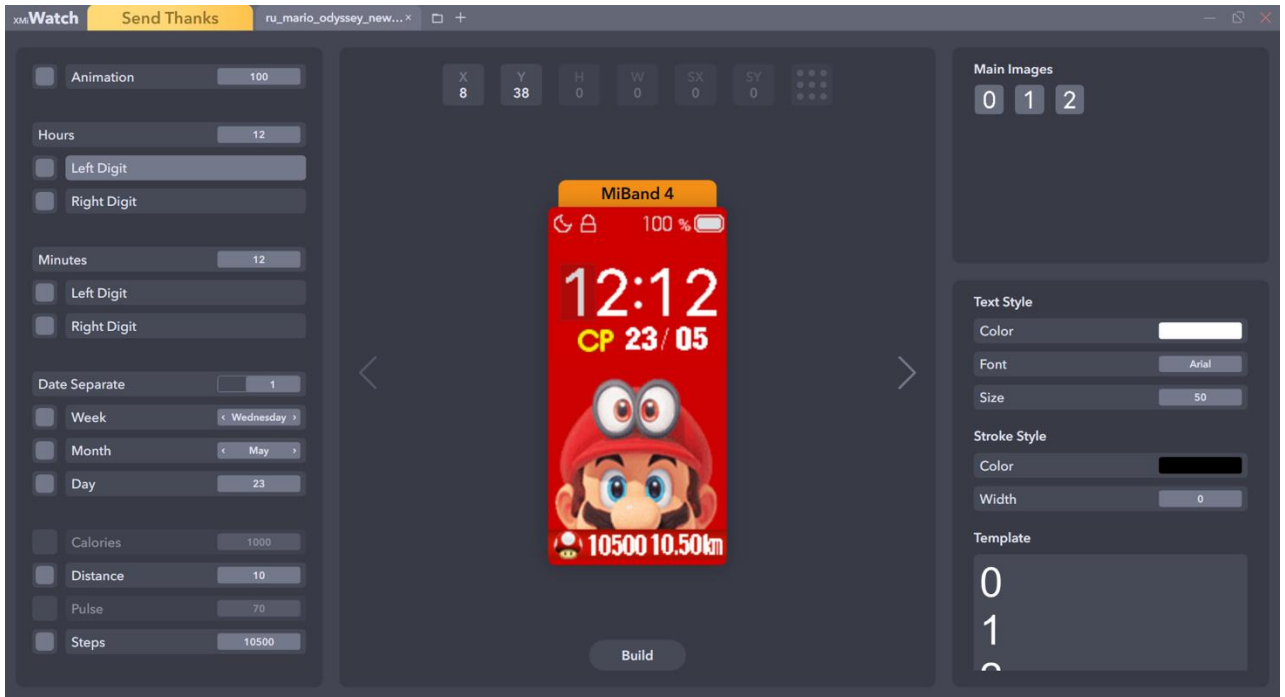 XMiWatch Send Thanks ru_mario_odyssey_new...× +
Animation 100
Hours 12
Left Digit
Right Digit
Minutes 12
Left Digit
Right Digit
Date Separate 1
Week ‹ Wednesday ›
Month ‹ May ›
Day 23
Calories 1000
Distance 10
Pulse 70
Steps 10500
X Y H W SX SY
8 38 0 0 0 0
MiBand 4
100 %
12:12
CP 23/05
10500 10.50km
Build
Main Images
0 1 2
Text Style
Color
Font Arial
Size 50
Stroke Style
Color
Width 0
Template
0
1